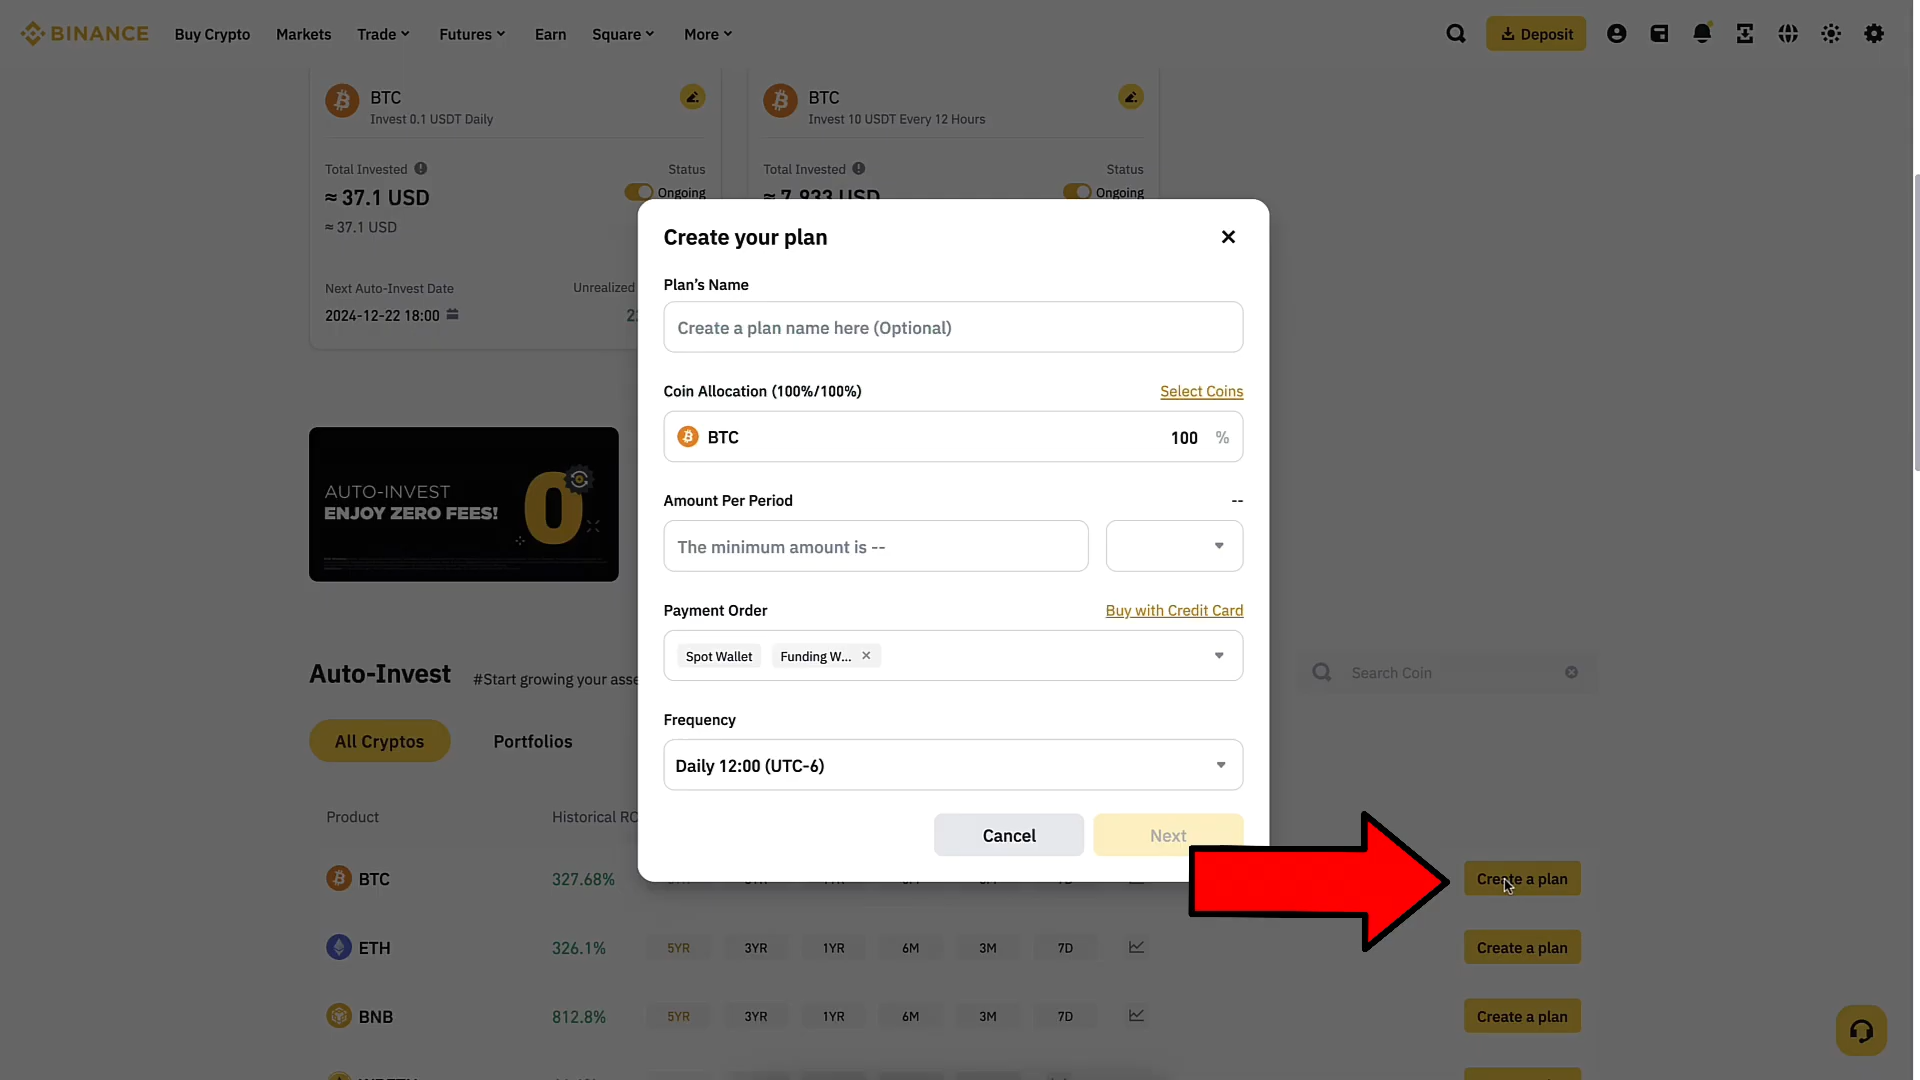 BINANCE
Buy Crypto
Markets
Trade
Futures
Earn
Square
More
Deposit
BTC
Invest 0.1 USDT Daily
Total Invested
Status
≈ 37.1 USD
Ongoing
≈ 37.1 USD
Next Auto-Invest Date
Unrealized
2024-12-22 18:00
BTC
Invest 10 USDT Every 12 Hours
Total Invested
Status
≈ 7,933 USD
Ongoing
Create your plan
Plan's Name
Create a plan name here (Optional)
Coin Allocation (100%/100%)
Select Coins
BTC
100 %
Amount Per Period
--
The minimum amount is --
Payment Order
Buy with Credit Card
Spot Wallet
Funding W...
Frequency
Daily 12:00 (UTC-6)
Cancel
Next
AUTO-INVEST
ENJOY ZERO FEES!
0
Auto-Invest
#Start growing your asse
Search Coin
All Cryptos
Portfolios
Product
Historical RO
BTC
327.68%
Create a plan
ETH
326.1%
5YR
3YR
1YR
6M
3M
7D
Create a plan
BNB
812.8%
5YR
3YR
1YR
6M
3M
7D
Create a plan